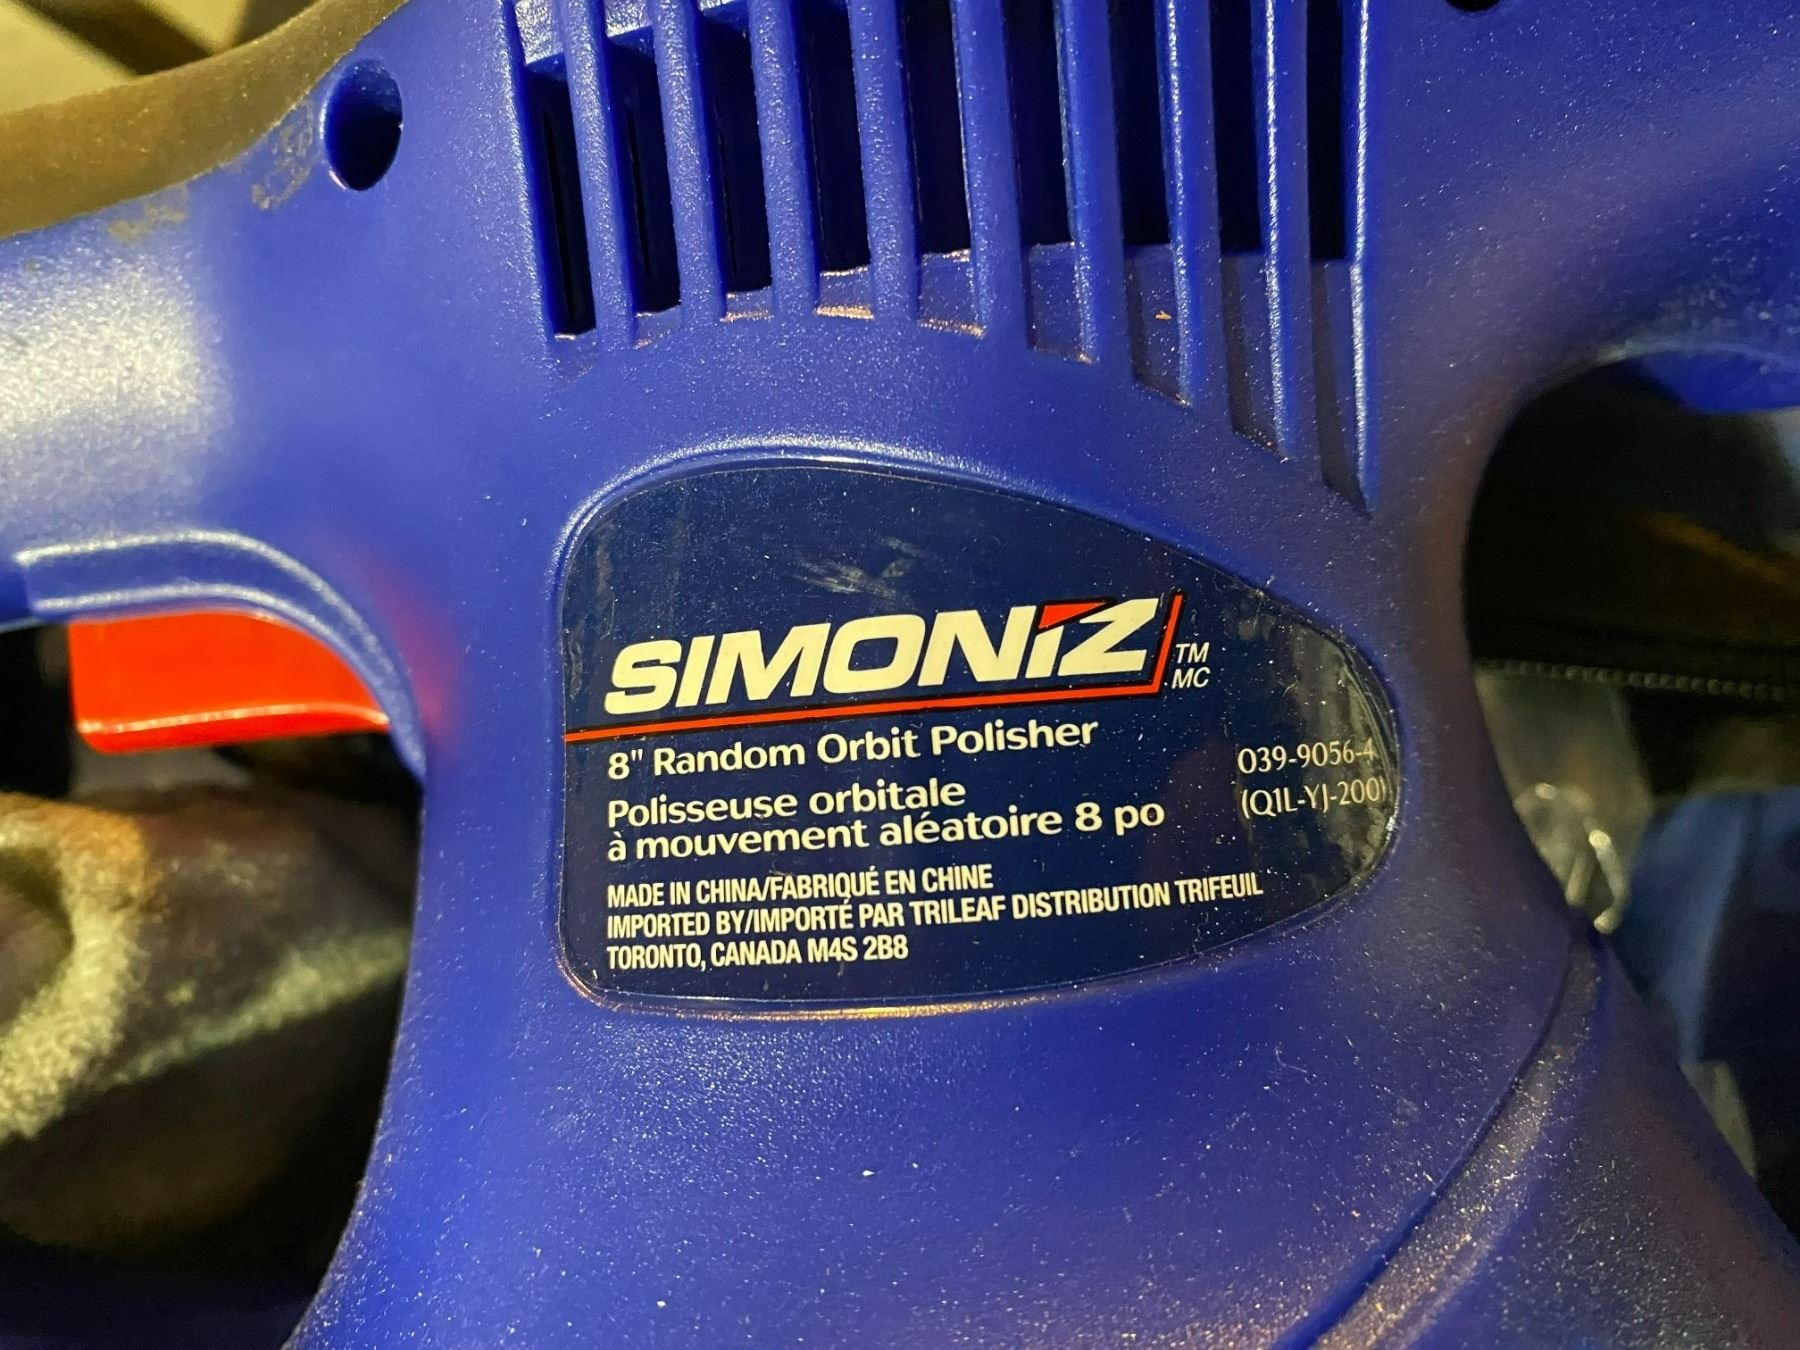 SIMONIZ
TM
MC
8" Random Orbit Polisher
Polisseuse orbitale
à mouvement aléatoire 8 po
039-9056-4
(Q1L-YJ-200)
MADE IN CHINA/FABRIQUÉ EN CHINE
IMPORTED BY/IMPORTÉ PAR TRILEAF DISTRIBUTION TRIFEUIL
TORONTO, CANADA M4S 2B8